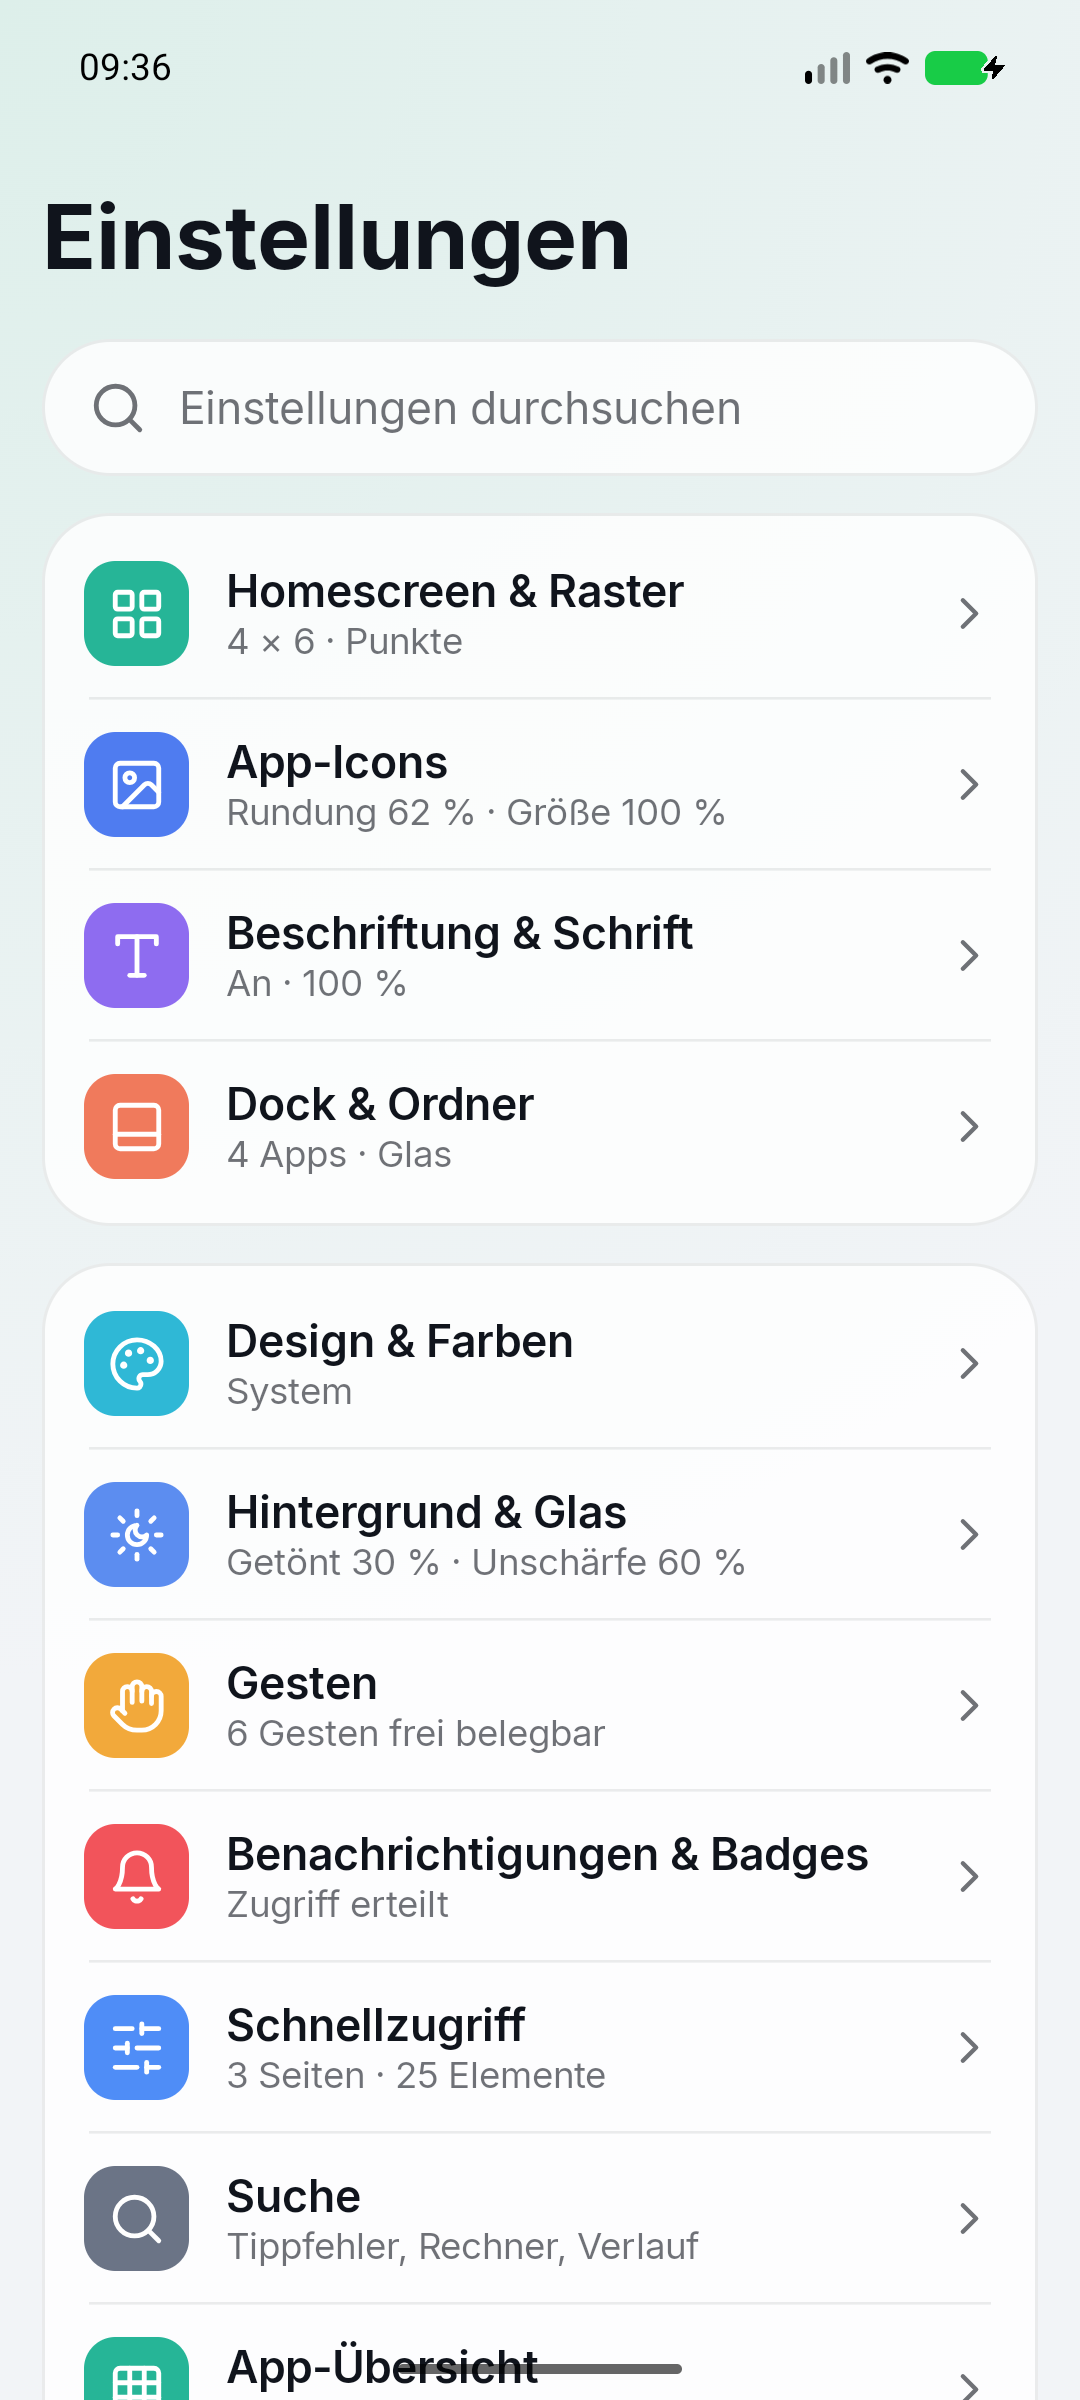 09:36
Einstellungen
Einstellungen durchsuchen
Homescreen & Raster
4 × 6 · Punkte
App-Icons
Rundung 62 % · Größe 100 %
Beschriftung & Schrift
An · 100 %
Dock & Ordner
4 Apps · Glas
Design & Farben
System
Hintergrund & Glas
Getönt 30 % · Unschärfe 60 %
Gesten
6 Gesten frei belegbar
Benachrichtigungen & Badges
Zugriff erteilt
Schnellzugriff
3 Seiten · 25 Elemente
Suche
Tippfehler, Rechner, Verlauf
App-Übersicht